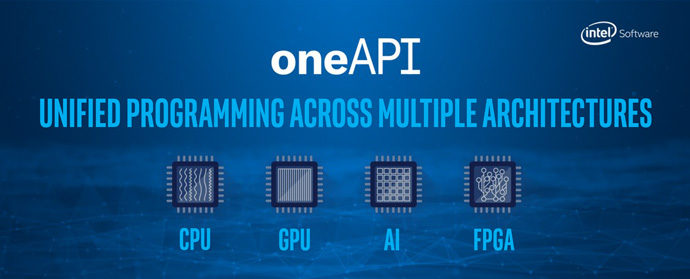 intel Software
oneAPI
UNIFIED PROGRAMMING ACROSS MULTIPLE ARCHITECTURES
CPU GPU AI FPGA